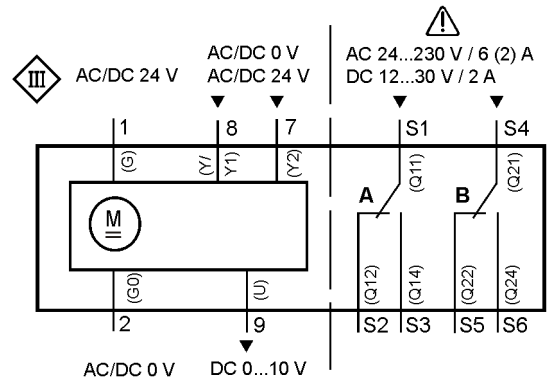 AC/DC 0 V
AC 24...230 V / 6 (2) A
III
AC/DC 24 V
AC/DC 24 V
DC 12...30 V / 2 A
1
8
7
S1
S4
(G)
(Y/
Y1)
(Y2)
(Q11)
(Q21)
A
B
M
(G0)
(U)
(Q12)
(Q14)
(Q22)
(Q24)
2
9
S2
S3
S5
S6
AC/DC 0 V
DC 0...10 V